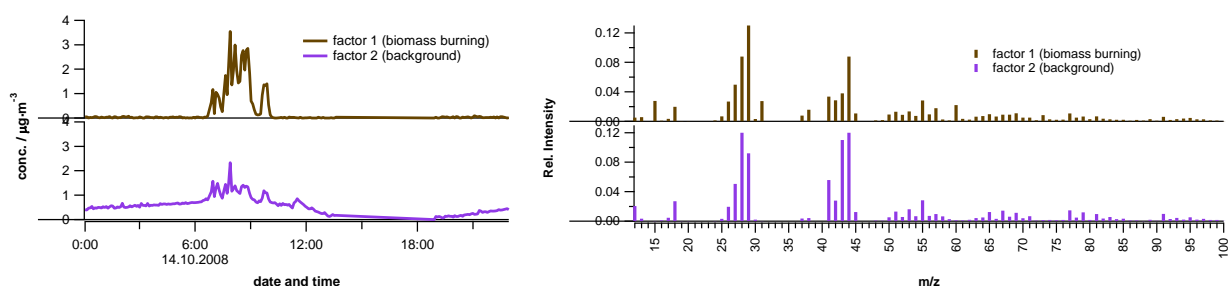 4
3
2
1
0
4
3
2
1
0
conc. / µg·m⁻³
factor 1 (biomass burning)
factor 2 (background)
0:00 6:00 12:00 18:00
14.10.2008
date and time
0.12
0.08
0.04
0.00
0.12
0.08
0.04
0.00
Rel. Intensity
factor 1 (biomass burning)
factor 2 (background)
15 20 25 30 35 40 45 50 55 60 65 70 75 80 85 90 95 100
m/z